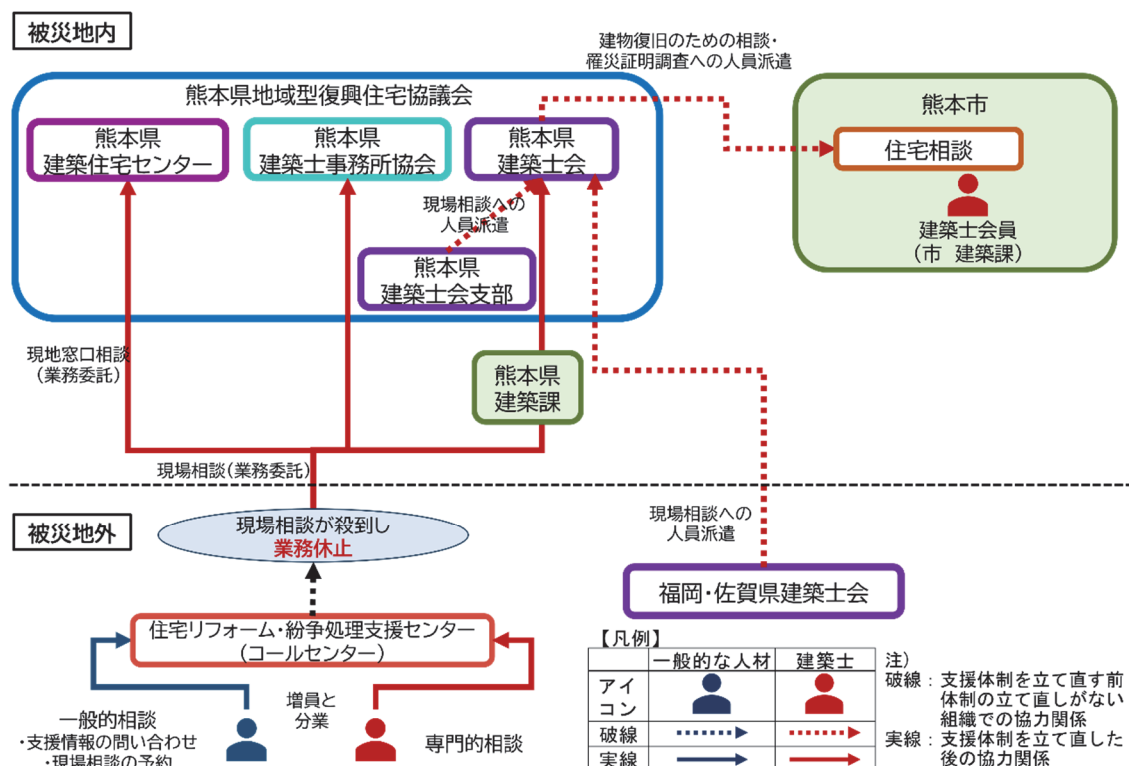 被災地内
建物復旧のための相談・
罹災証明調査への人員派遣
熊本県地域型復興住宅協議会
熊本県
建築住宅センター
熊本県
建築士事務所協会
熊本県
建築士会
現場相談への
人員派遣
熊本県
建築士会支部
熊本市
住宅相談
建築士会員
(市 建築課)
現地窓口相談
(業務委託)
熊本県
建築課
現場相談(業務委託)
被災地外
現場相談が殺到し
業務休止
現場相談への
人員派遣
福岡・佐賀県建築士会
住宅リフォーム・紛争処理支援センター
(コールセンター)
増員と
分業
一般的相談
・支援情報の問い合わせ
・現場相談の予約
専門的相談
【凡例】
一般的な人材 建築士
アイ
コン
破線
実線
注)
破線：支援体制を立て直す前
体制の立て直しがない
組織での協力関係
実線：支援体制を立て直した
後の協力関係